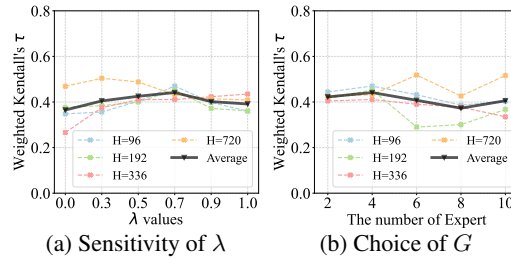 0.8
0.6
0.4
0.2
0.0
Weighted Kendall's τ
H=96
H=192
H=336
H=720
Average
0.0 0.3 0.5 0.7 0.9 1.0
λ values
(a) Sensitivity of λ
0.8
0.6
0.4
0.2
0.0
Weighted Kendall's τ
H=96
H=192
H=336
H=720
Average
2 4 6 8 10
The number of Expert
(b) Choice of G